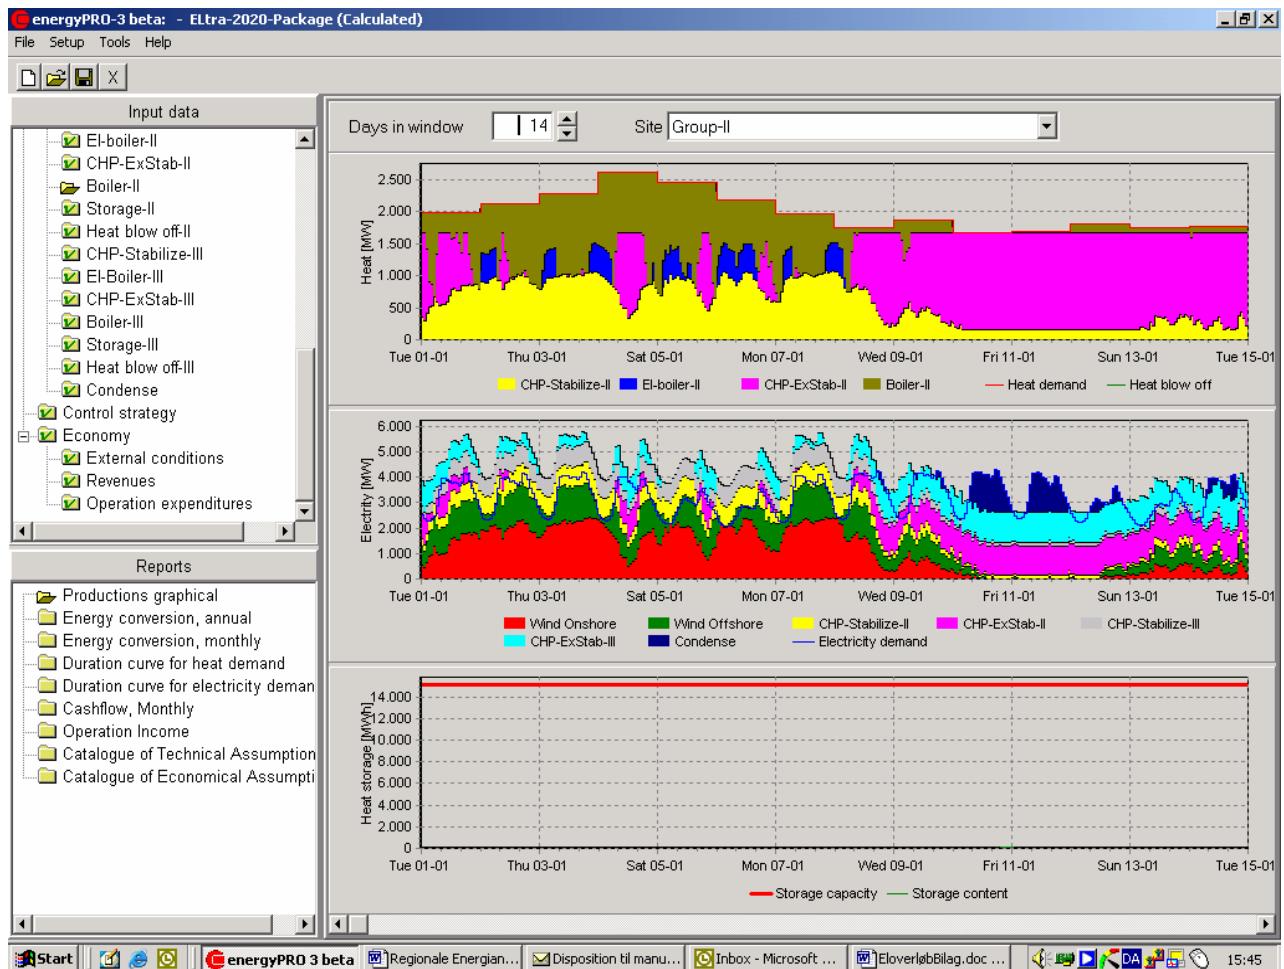 energyPRO-3 beta: - ELtra-2020-Package (Calculated)
File Setup Tools Help
X
Input data
El-boiler-II
CHP-ExStab-II
Boiler-II
Storage-II
Heat blow off-II
CHP-Stabilize-III
El-Boiler-III
CHP-ExStab-III
Boiler-III
Storage-III
Heat blow off-III
Condense
Control strategy
Economy
External conditions
Revenues
Operation expenditures
Reports
Productions graphical
Energy conversion, annual
Energy conversion, monthly
Duration curve for heat demand
Duration curve for electricity deman
Cashflow, Monthly
Operation Income
Catalogue of Technical Assumption
Catalogue of Economical Assumpti
Days in window 14 Site Group-II
Heat [MW]
2.500
2.000
1.500
1.000
500
0
Tue 01-01 Thu 03-01 Sat 05-01 Mon 07-01 Wed 09-01 Fri 11-01 Sun 13-01 Tue 15-01
CHP-Stabilize-II El-boiler-II CHP-ExStab-II Boiler-II Heat demand Heat blow off
Electricity [MW]
6.000
5.000
4.000
3.000
2.000
1.000
0
Tue 01-01 Thu 03-01 Sat 05-01 Mon 07-01 Wed 09-01 Fri 11-01 Sun 13-01 Tue 15-01
Wind Onshore Wind Offshore CHP-Stabilize-II CHP-ExStab-II CHP-Stabilize-III
CHP-ExStab-III Condense Electricity demand
Heat storage [MWh]
14.000
12.000
10.000
8.000
6.000
4.000
2.000
0
Tue 01-01 Thu 03-01 Sat 05-01 Mon 07-01 Wed 09-01 Fri 11-01 Sun 13-01 Tue 15-01
Storage capacity Storage content
Start energyPRO 3 beta Regionale Energian... Disposition til manu... Inbox - Microsoft ... EloverløbBilag.doc ... DA 15:45